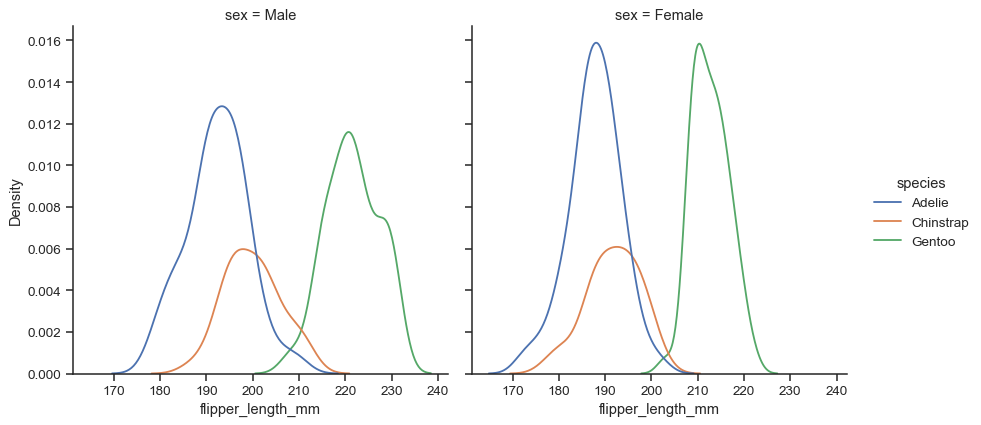 sex = Male
sex = Female
0.016
0.014
0.012
0.010
0.008
0.006
0.004
0.002
0.000
Density
170 180 190 200 210 220 230 240
170 180 190 200 210 220 230 240
flipper_length_mm
flipper_length_mm
species
Adelie
Chinstrap
Gentoo